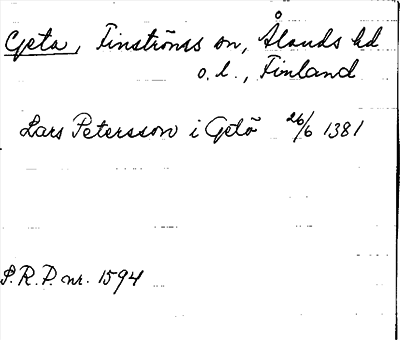 Geta, Finströms sn, Ålands hd
o. l., Finland
Lars Petersson i Getö 26/6 1381
S.R.P. nr. 1594